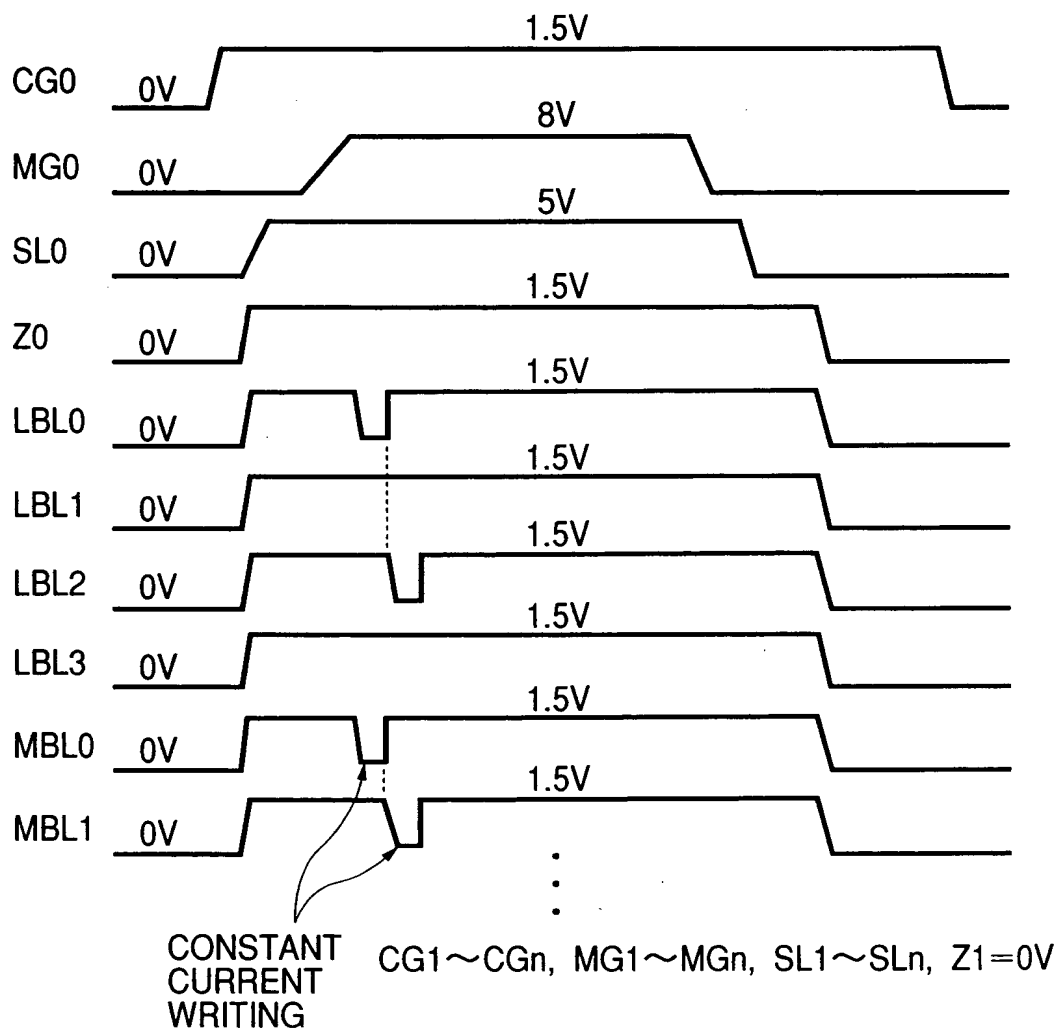 1.5V
CG0 0V
8V
MG0 0V
5V
SL0 0V
1.5V
Z0 0V
1.5V
LBL0 0V
1.5V
LBL1 0V
1.5V
LBL2 0V
1.5V
LBL3 0V
1.5V
MBL0 0V
1.5V
MBL1 0V
CONSTANT
CURRENT
WRITING
CG1～CGn, MG1～MGn, SL1～SLn, Z1=0V